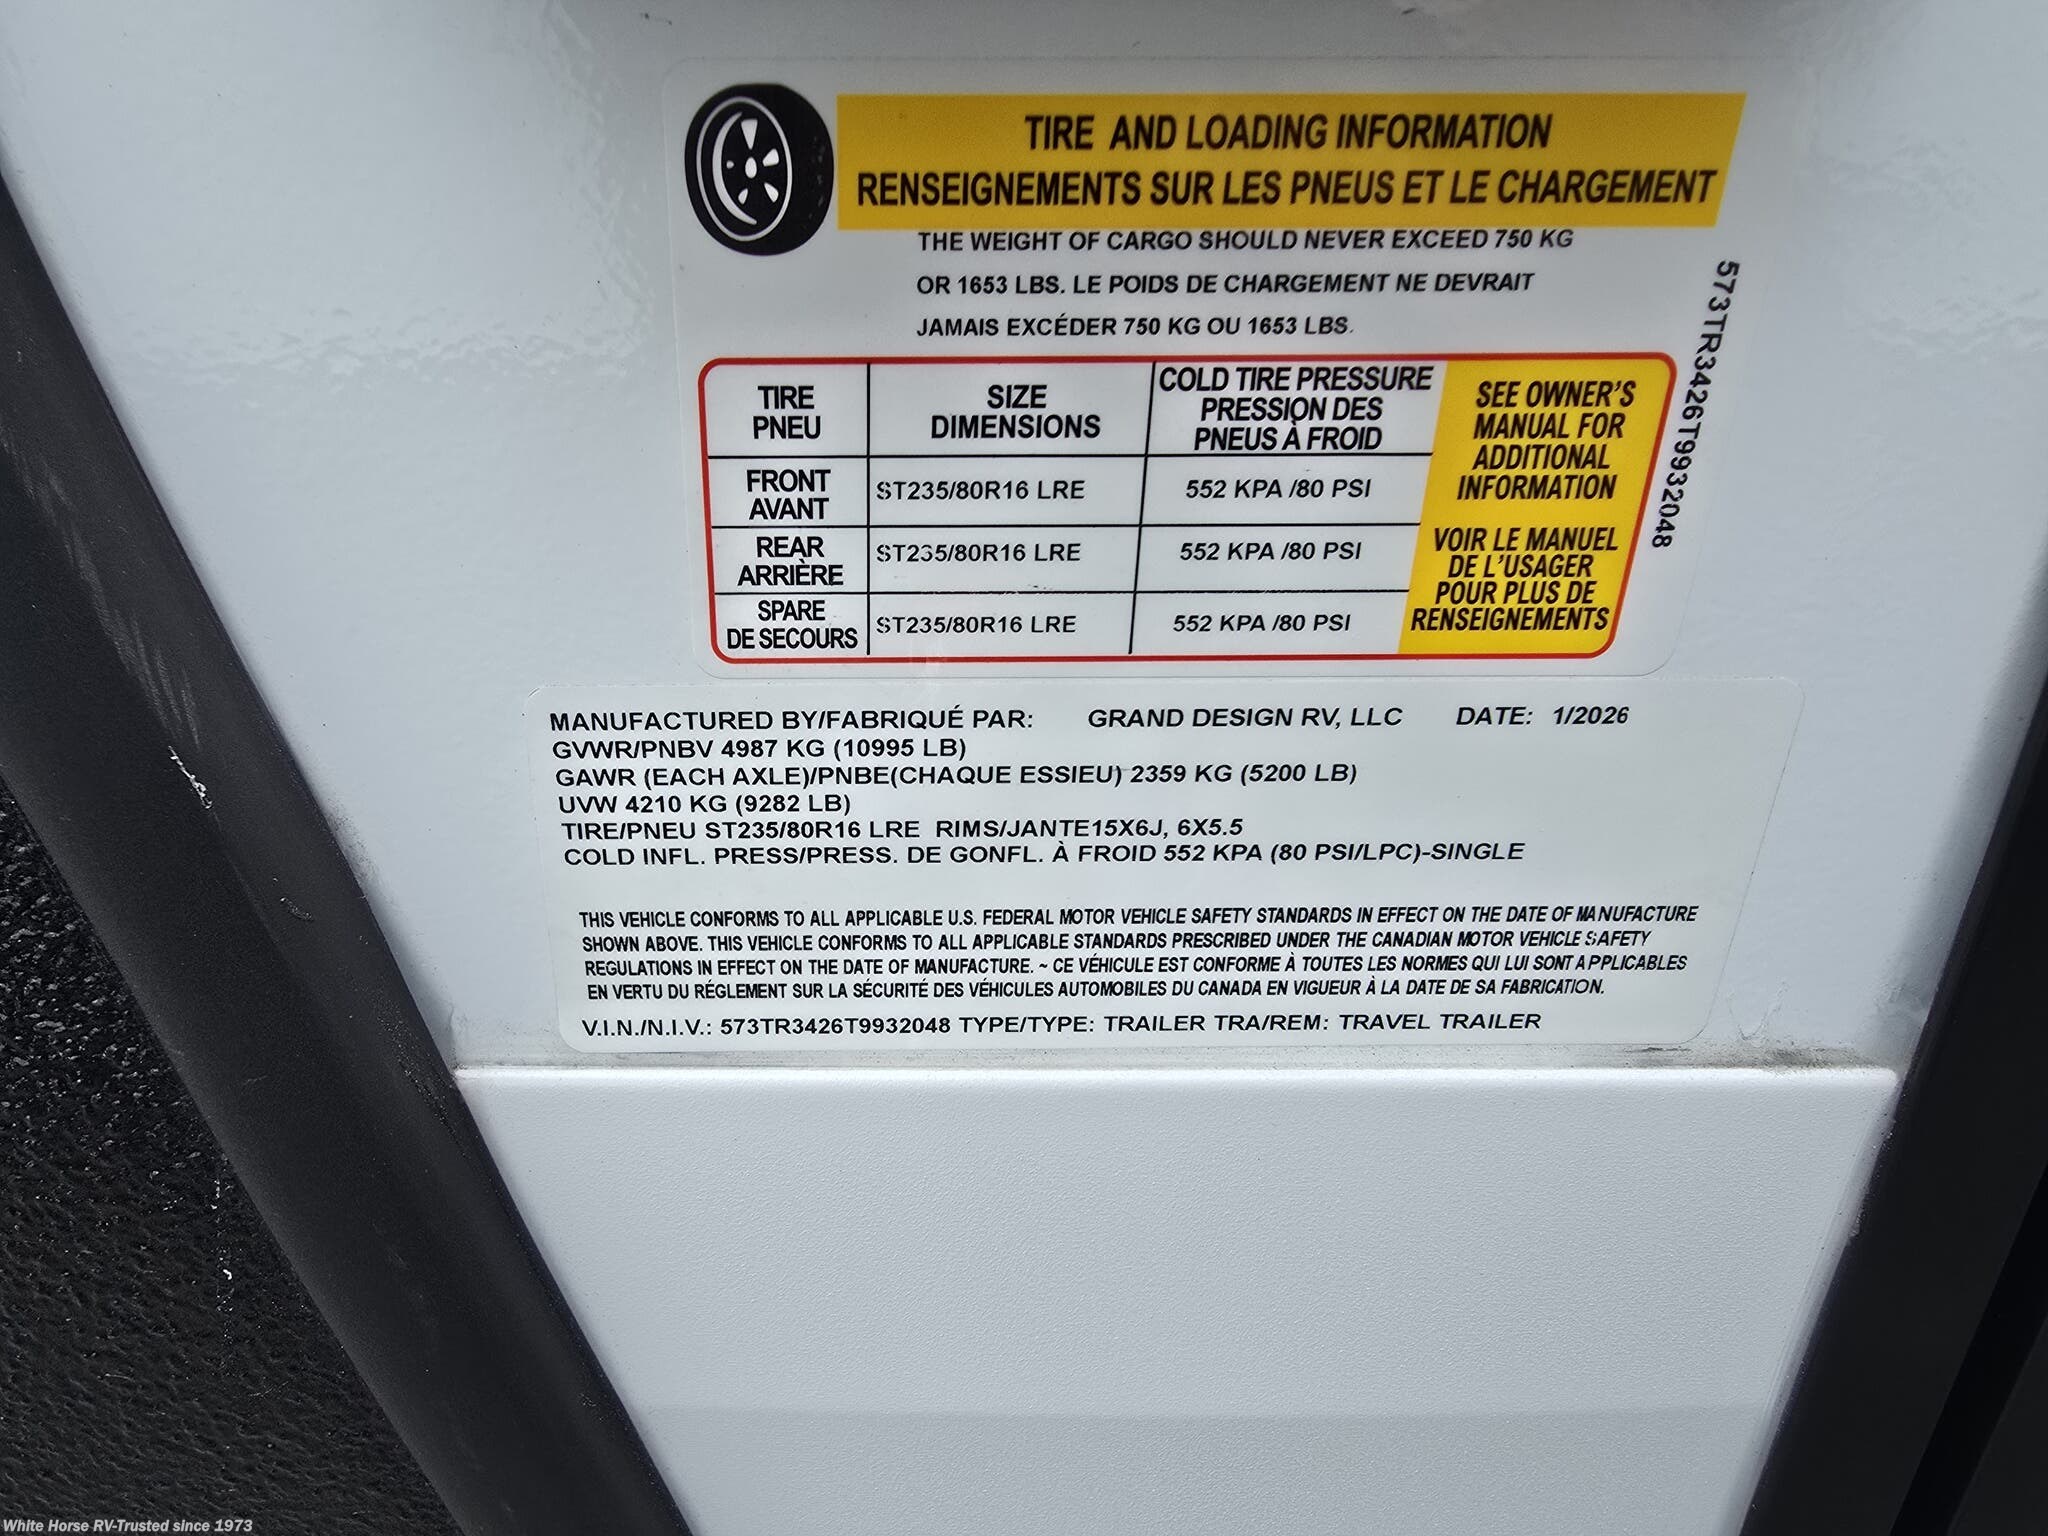 TIRE AND LOADING INFORMATION
RENSEIGNEMENTS SUR LES PNEUS ET LE CHARGEMENT
THE WEIGHT OF CARGO SHOULD NEVER EXCEED 750 KG
OR 1653 LBS. LE POIDS DE CHARGEMENT NE DEVRAIT
JAMAIS EXCÉDER 750 KG OU 1653 LBS.
573TR3426T9932048
TIRE
PNEU
SIZE
DIMENSIONS
COLD TIRE PRESSURE
PRESSION DES
PNEUS À FROID
FRONT
AVANT
ST235/80R16 LRE
552 KPA /80 PSI
REAR
ARRIÈRE
ST235/80R16 LRE
552 KPA /80 PSI
SPARE
DE SECOURS
ST235/80R16 LRE
552 KPA /80 PSI
SEE OWNER'S
MANUAL FOR
ADDITIONAL
INFORMATION
VOIR LE MANUEL
DE L'USAGER
POUR PLUS DE
RENSEIGNEMENTS
MANUFACTURED BY/FABRIQUÉ PAR: GRAND DESIGN RV, LLC DATE: 1/2026
GVWR/PNBV 4987 KG (10995 LB)
GAWR (EACH AXLE)/PNBE(CHAQUE ESSIEU) 2359 KG (5200 LB)
UVW 4210 KG (9282 LB)
TIRE/PNEU ST235/80R16 LRE RIMS/JANTE15X6J, 6X5.5
COLD INFL. PRESS/PRESS. DE GONFL. À FROID 552 KPA (80 PSI/LPC)-SINGLE
THIS VEHICLE CONFORMS TO ALL APPLICABLE U.S. FEDERAL MOTOR VEHICLE SAFETY STANDARDS IN EFFECT ON THE DATE OF MANUFACTURE
SHOWN ABOVE. THIS VEHICLE CONFORMS TO ALL APPLICABLE STANDARDS PRESCRIBED UNDER THE CANADIAN MOTOR VEHICLE SAFETY
REGULATIONS IN EFFECT ON THE DATE OF MANUFACTURE. ~ CE VÉHICULE EST CONFORME À TOUTES LES NORMES QUI LUI SONT APPLICABLES
EN VERTU DU RÉGLEMENT SUR LA SÉCURITÉ DES VÉHICULES AUTOMOBILES DU CANADA EN VIGUEUR À LA DATE DE SA FABRICATION.
V.I.N./N.I.V.: 573TR3426T9932048 TYPE/TYPE: TRAILER TRA/REM: TRAVEL TRAILER
White Horse RV-Trusted since 1973